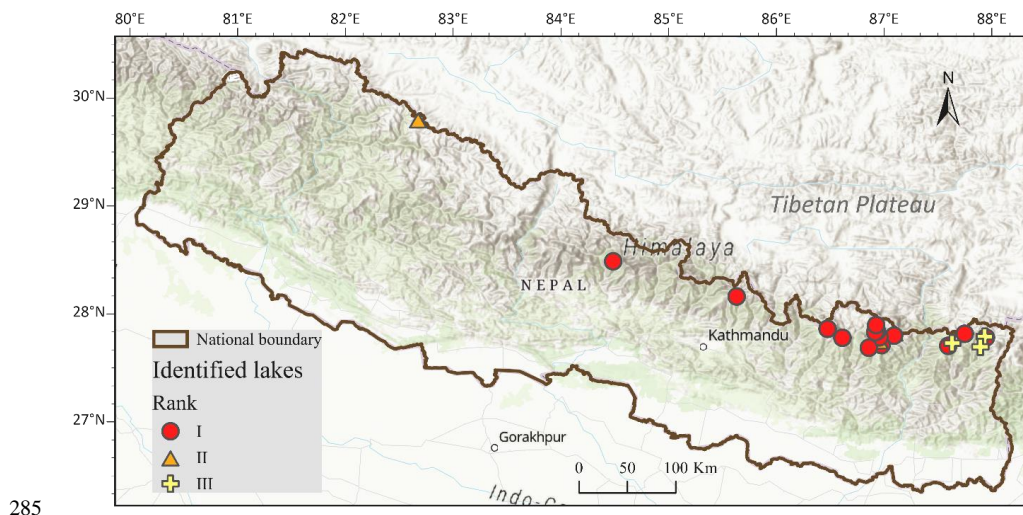 80°E 81°E 82°E 83°E 84°E 85°E 86°E 87°E 88°E
30°N
N
29°N
Tibetan Plateau
Himalaya
NEPAL
28°N
Kathmandu
National boundary
Identified lakes
Rank
27°N
I
Gorakhpur
II
0 50 100 Km
III
285